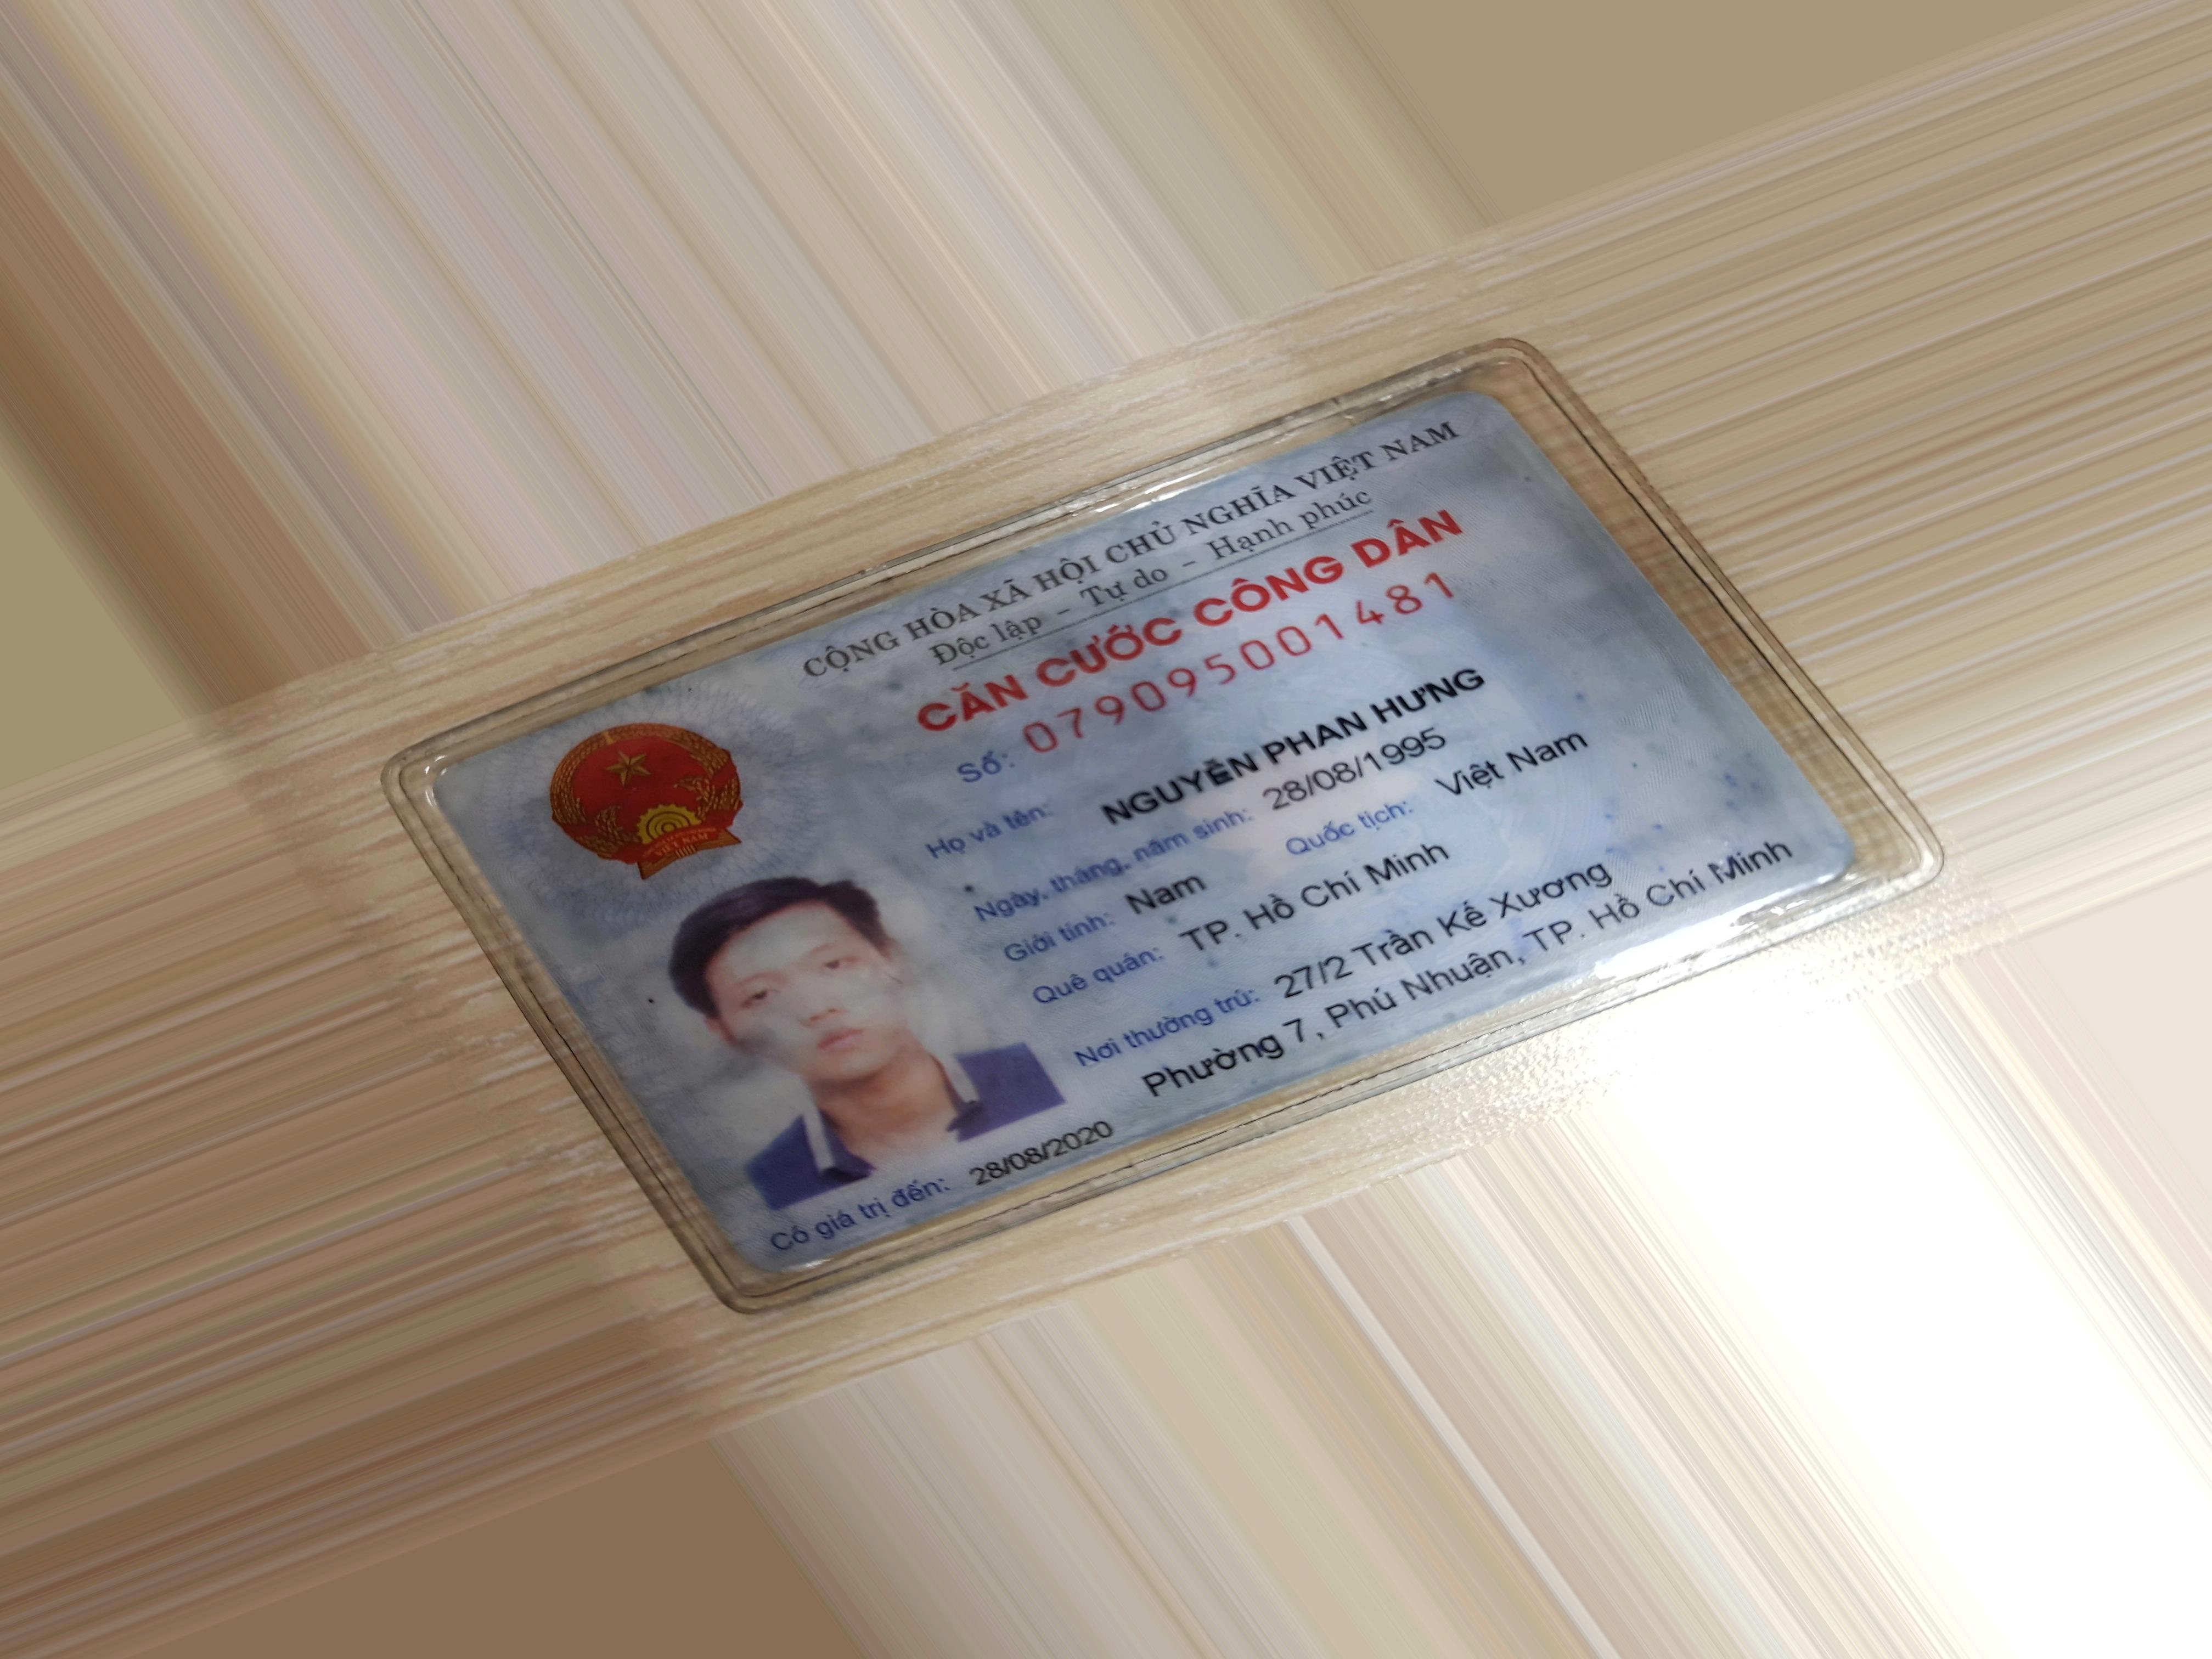 CỘNG HÒA XÃ HỘI CHỦ NGHĨA VIỆT NAM
Độc lập - Tự do - Hạnh phúc
CĂN CƯỚC CÔNG DÂN
Số: 079095001481
Họ và tên: NGUYỄN PHAN HƯNG
Ngày, tháng, năm sinh: 28/08/1995
Giới tính: Nam Quốc tịch: Việt Nam
Quê quán: TP. Hồ Chí Minh
Nơi thường trú: 27/2 Trần Kế Xương
Phường 7, Phú Nhuận, TP. Hồ Chí Minh
Có giá trị đến: 28/08/2020